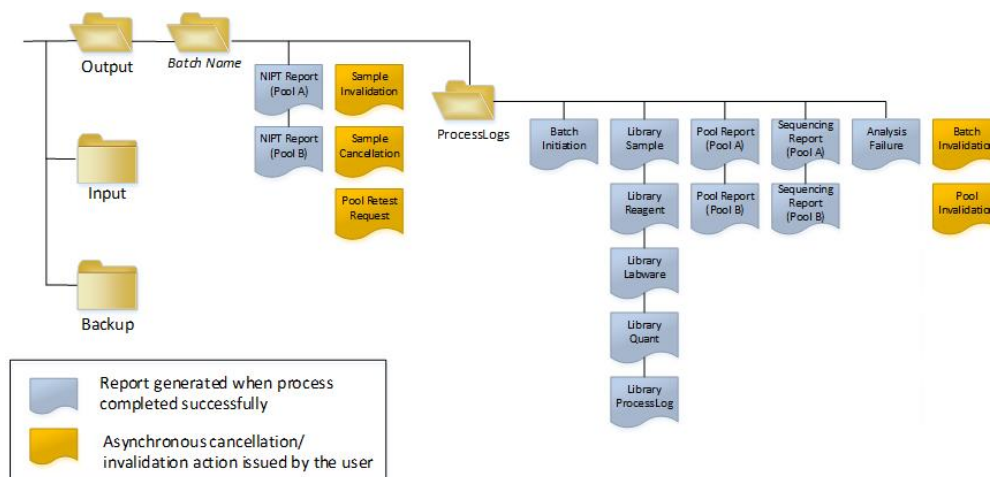 Output
Batch Name
NIPT Report
(Pool A)
Sample
Invalidation
NIPT Report
(Pool B)
Sample
Cancellation
Pool Retest
Request
ProcessLogs
Batch
Initiation
Library
Sample
Pool Report
(Pool A)
Sequencing
Report
(Pool A)
Analysis
Failure
Batch
Invalidation
Library
Reagent
Pool Report
(Pool B)
Sequencing
Report
(Pool B)
Pool
Invalidation
Library
Labware
Library
Quant
Library
ProcessLog
Input
Backup
Report generated when process
completed successfully
Asynchronous cancellation/
invalidation action issued by the user